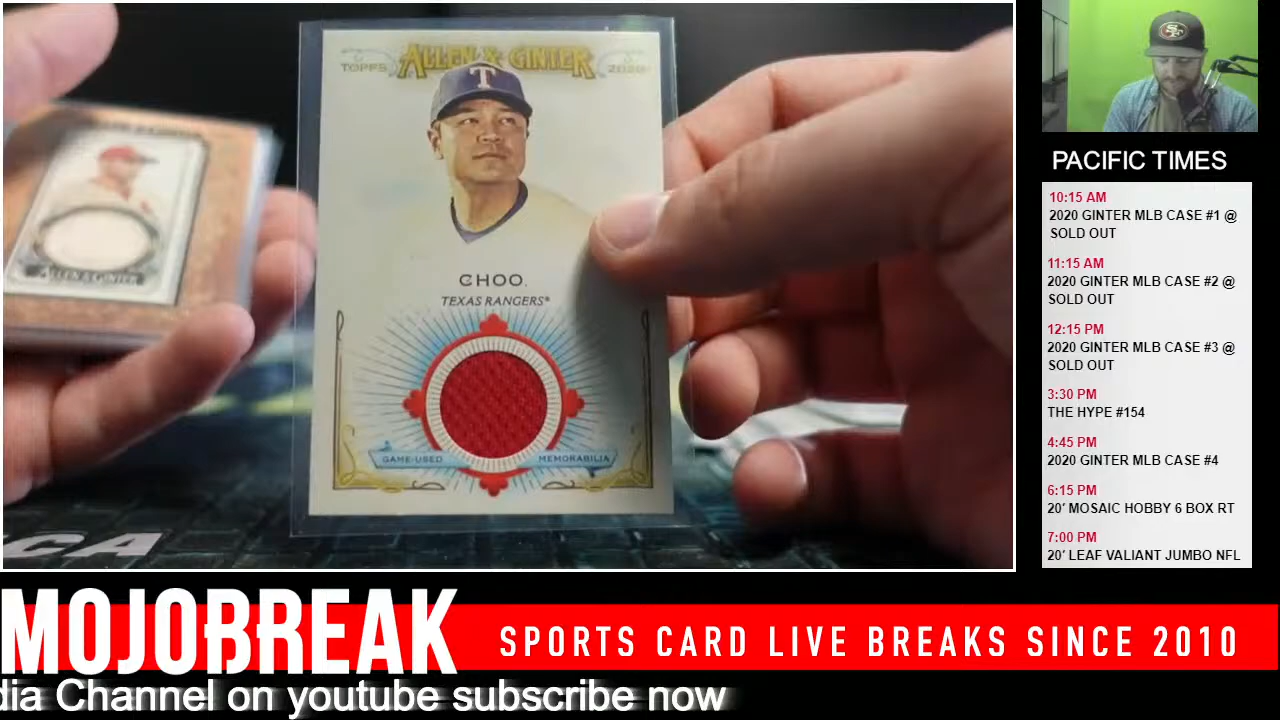 TOPPS
ALLEN & GINTER
2020
T
CHOO.
TEXAS RANGERS®
GAME-USED
MEMORABILIA
ALLEN & GINTER
SF
PACIFIC TIMES
10:15 AM
2020 GINTER MLB CASE #1 @
SOLD OUT
11:15 AM
2020 GINTER MLB CASE #2 @
SOLD OUT
12:15 PM
2020 GINTER MLB CASE #3 @
SOLD OUT
3:30 PM
THE HYPE #154
4:45 PM
2020 GINTER MLB CASE #4
6:15 PM
20' MOSAIC HOBBY 6 BOX RT
7:00 PM
20' LEAF VALIANT JUMBO NFL
MOJOBREAK
SPORTS CARD LIVE BREAKS SINCE 2010
dia Channel on youtube subscribe now